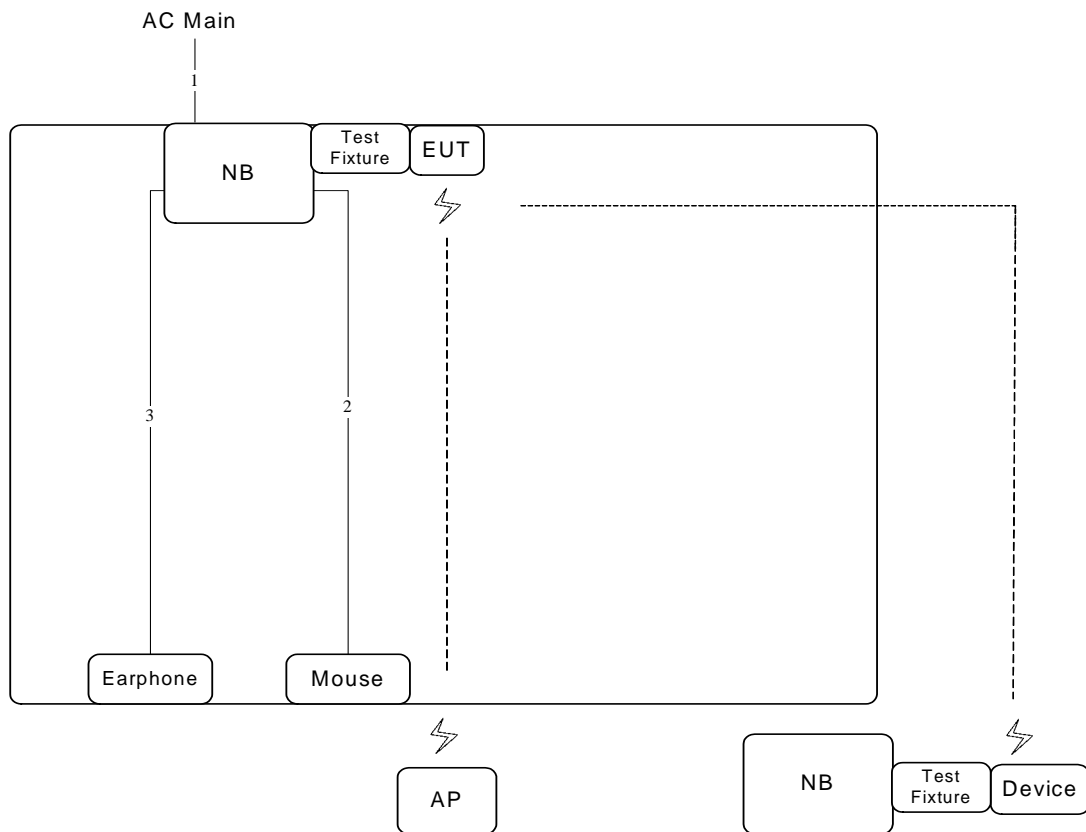 AC Main
1
Test
Fixture
EUT
NB
3
2
Earphone
Mouse
AP
NB
Test
Fixture
Device